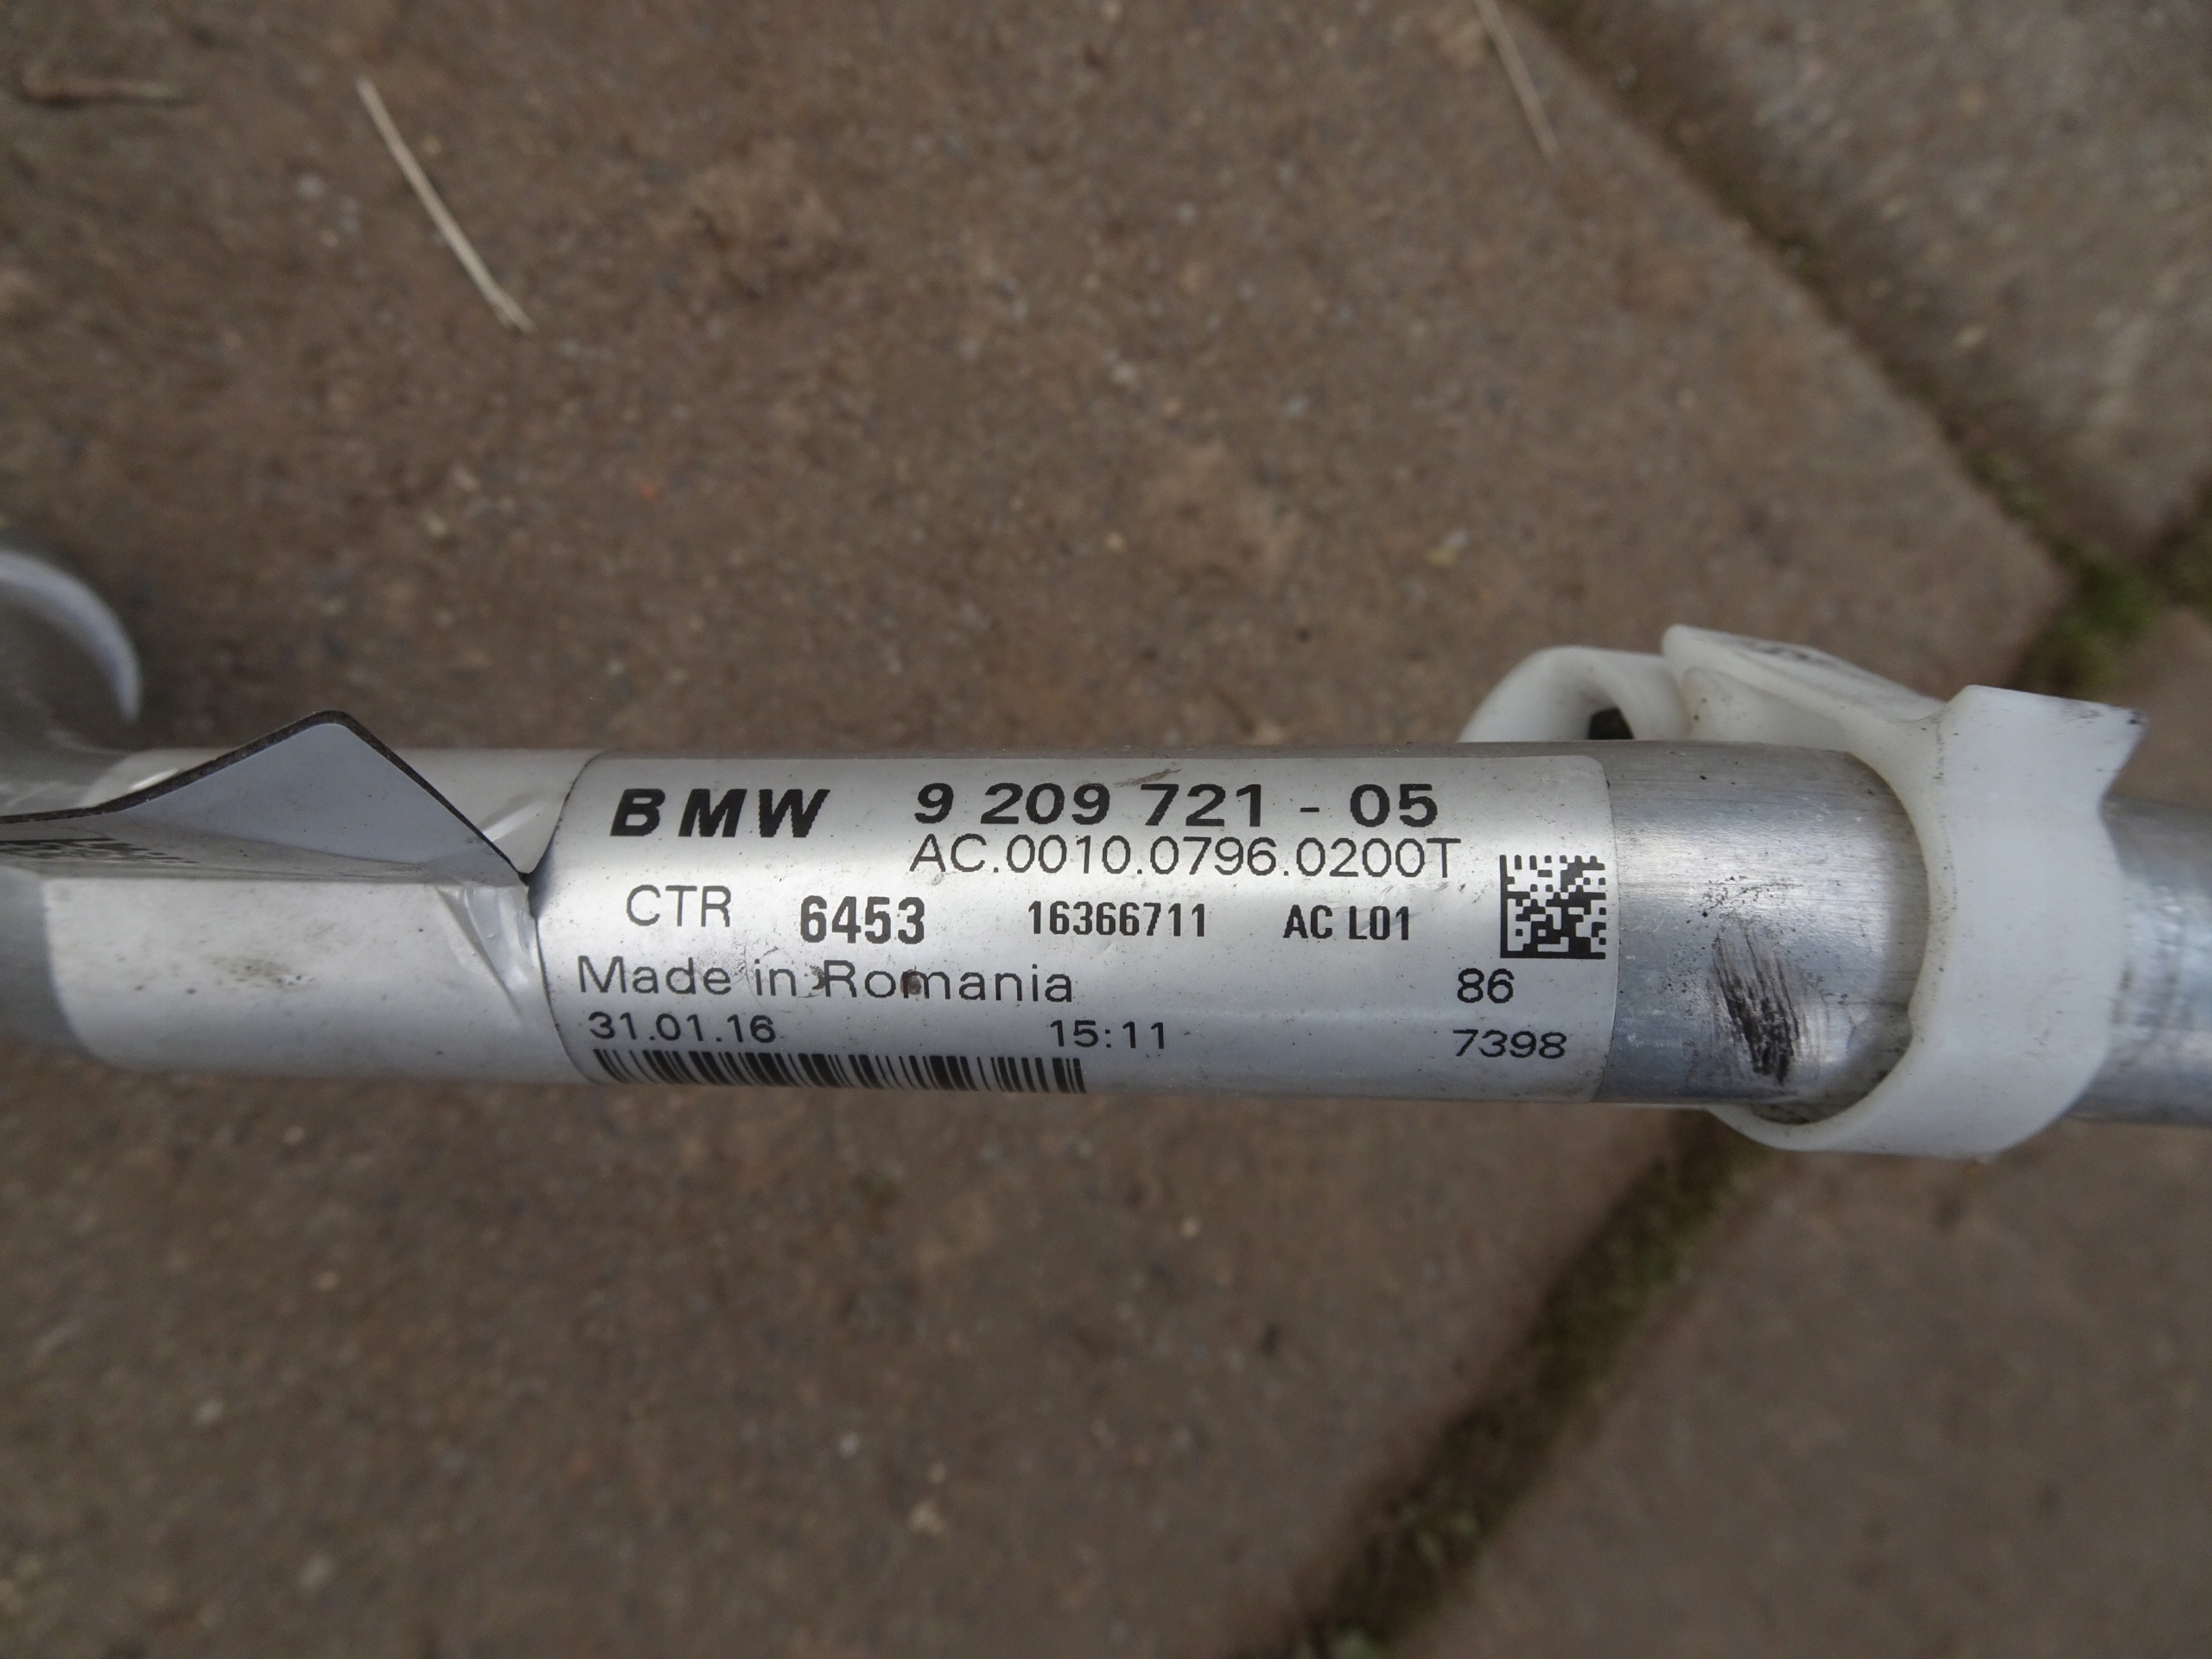 BMW 9 209 721 - 05
AC.0010.0796.0200T
CTR 6453 16366711 AC L01
Made in Romania 86
31.01.16 15:11 7398